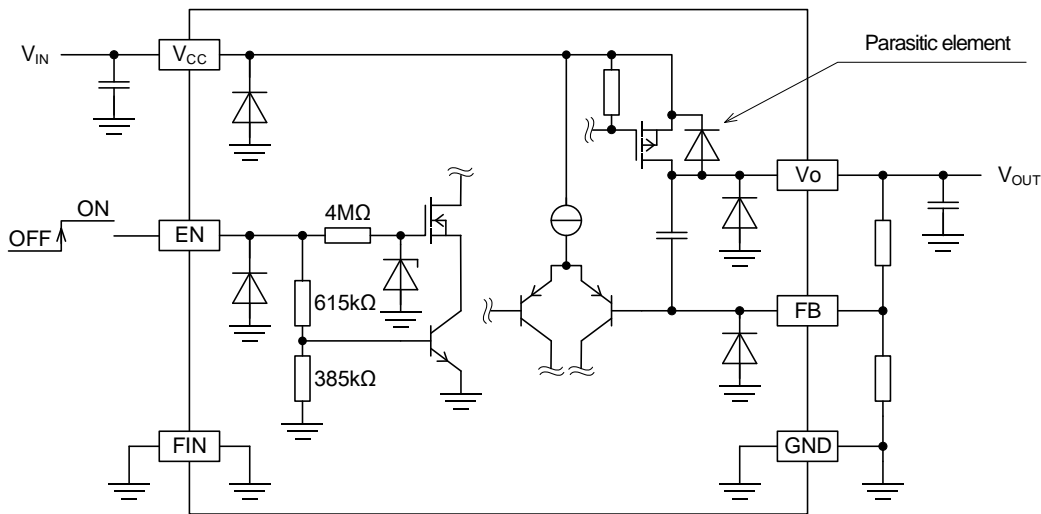 Parasitic element
VIN
VCC
Vo
VOUT
ON
OFF
EN
4MΩ
615kΩ
FB
385kΩ
FIN
GND